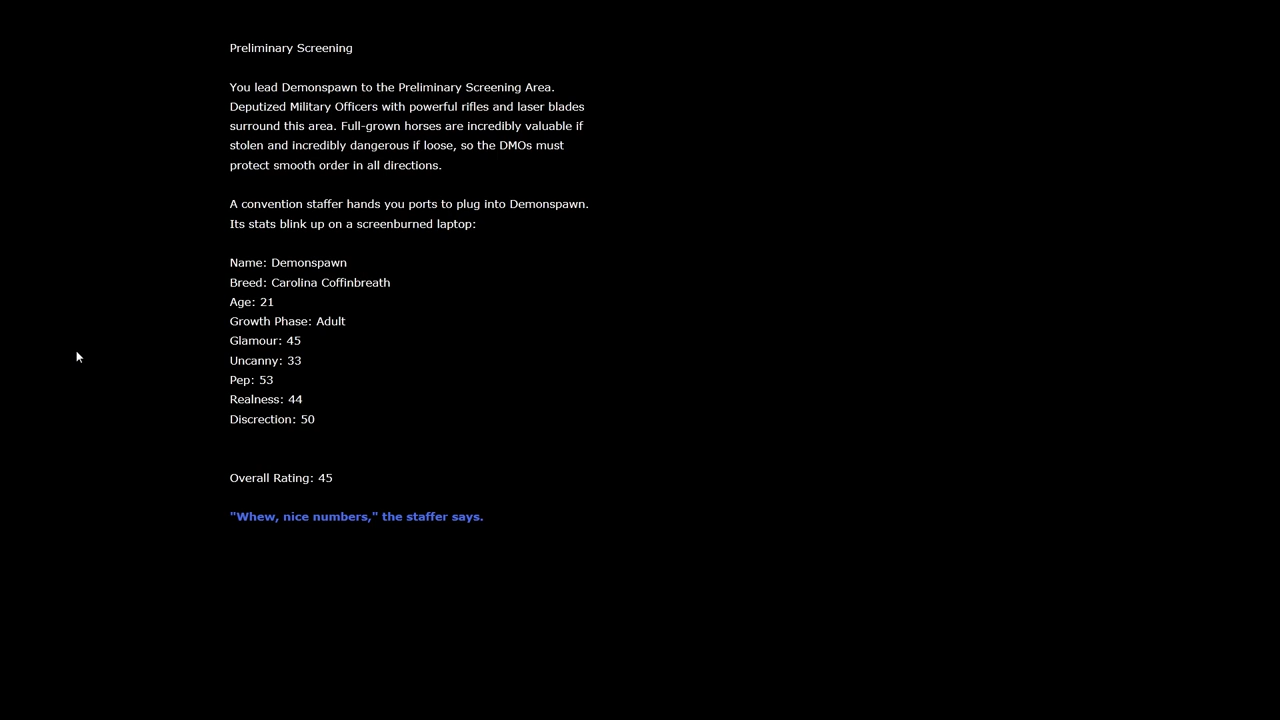 Preliminary Screening
You lead Demonspawn to the Preliminary Screening Area.
Deputized Military Officers with powerful rifles and laser blades
surround this area. Full-grown horses are incredibly valuable if
stolen and incredibly dangerous if loose, so the DMOs must
protect smooth order in all directions.
A convention staffer hands you ports to plug into Demonspawn.
Its stats blink up on a screenburned laptop:
Name: Demonspawn
Breed: Carolina Coffinbreath
Age: 21
Growth Phase: Adult
Glamour: 45
Uncanny: 33
Pep: 53
Realness: 44
Discrection: 50
Overall Rating: 45
"Whew, nice numbers," the staffer says.